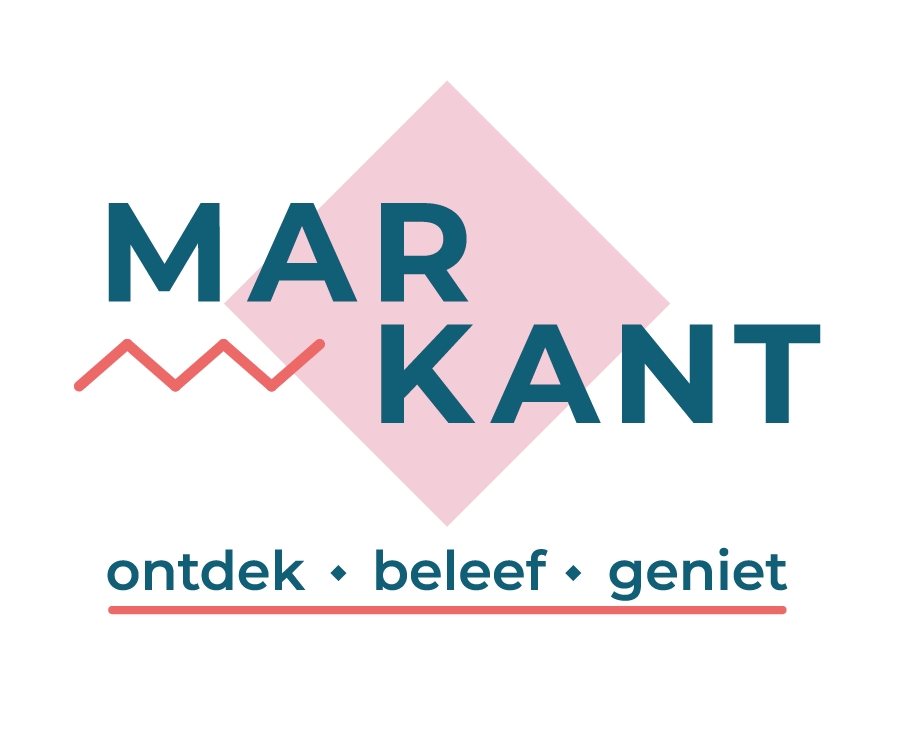 MAR
KANT
ontdek ⬥ beleef ⬥ geniet